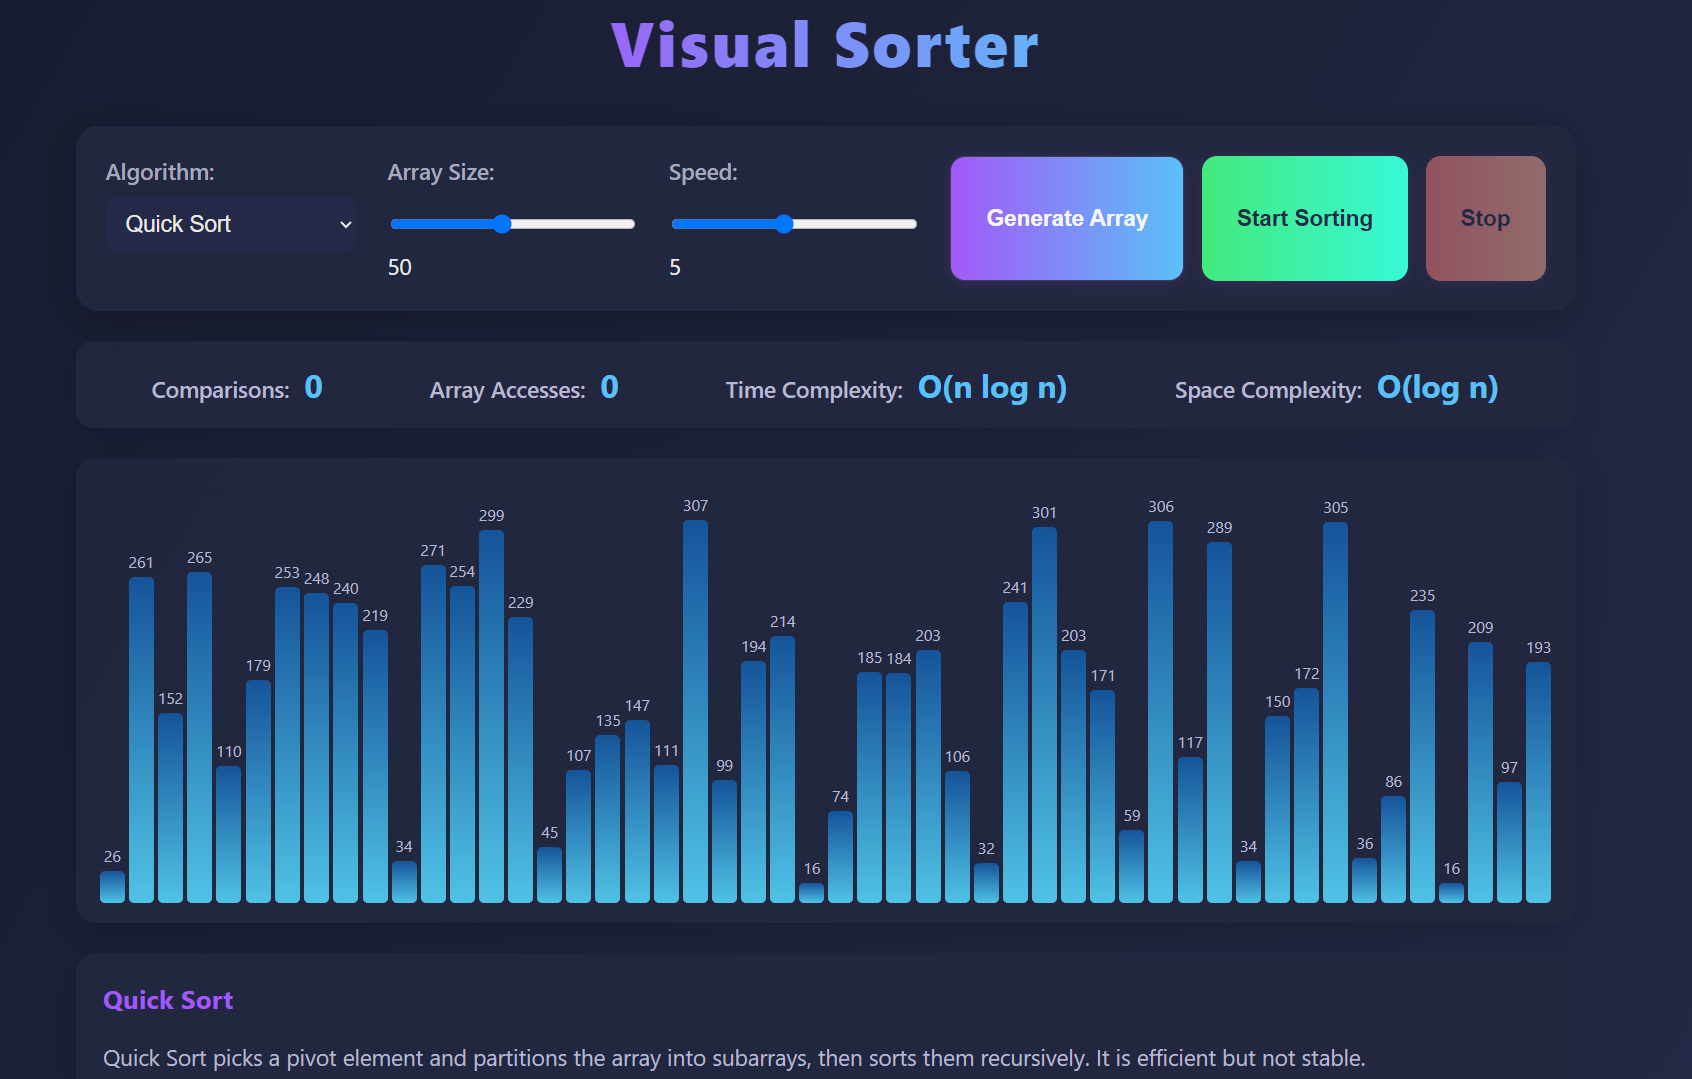 Visual Sorter
Algorithm:
Quick Sort
Array Size:
50
Speed:
5
Generate Array
Start Sorting
Stop
Comparisons: 0
Array Accesses: 0
Time Complexity: O(n log n)
Space Complexity: O(log n)
26 261 152 265 110 179 253 248 240 219 34 271 254 299 229 45 107 135 147 111 307 99 194 214 16 74 185 184 203 106 32 241 301 203 171 59 306 117 289 34 150 172 305 36 86 235 16 209 97 193
Quick Sort
Quick Sort picks a pivot element and partitions the array into subarrays, then sorts them recursively. It is efficient but not stable.